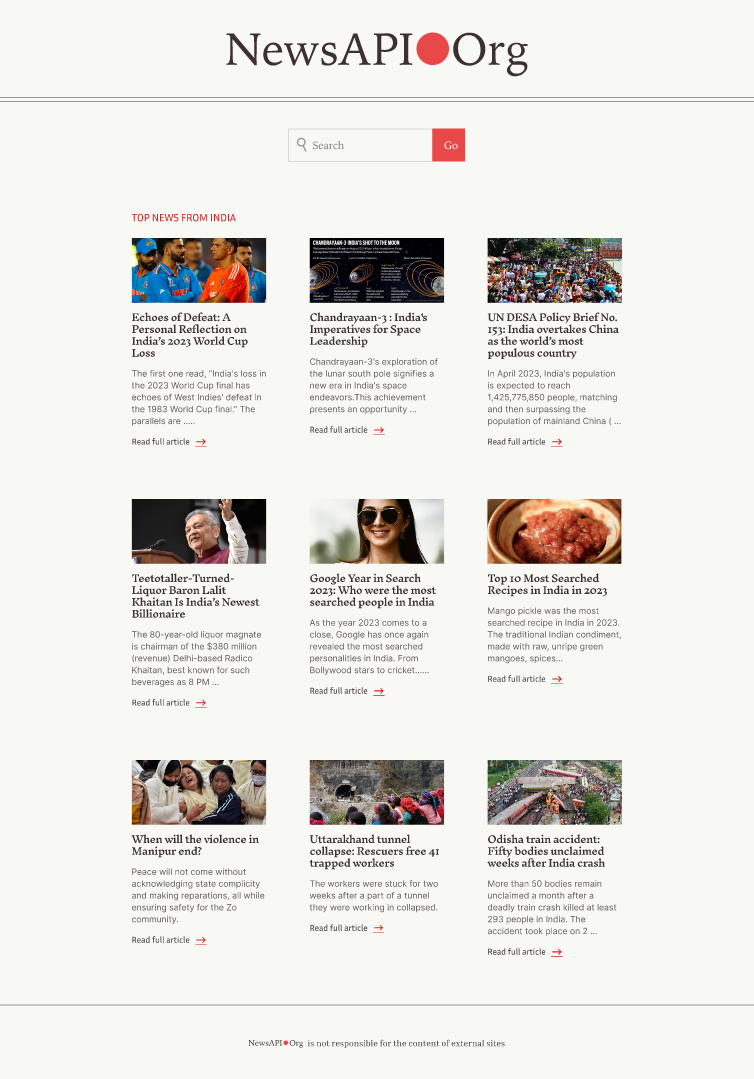 NewsAPI Org
Search
Go
TOP NEWS FROM INDIA
Echoes of Defeat: A
Personal Reflection on
India's 2023 World Cup
Loss
The first one read, "India's loss in
the 2023 World Cup final has
echoes of West Indies' defeat in
the 1983 World Cup final." The
parallels are .....
Read full article
CHANDRAYAAN-3 INDIA'S SHOT TO THE MOON
Chandrayaan-3 : India's
Imperatives for Space
Leadership
Chandrayaan-3's exploration of
the lunar south pole signifies a
new era in India's space
endeavors.This achievement
presents an opportunity ...
Read full article
UN DESA Policy Brief No.
153: India overtakes China
as the world's most
populous country
In April 2023, India's population
is expected to reach
1,425,775,850 people, matching
and then surpassing the
population of mainland China ( ...
Read full article
Teetotaller-Turned-
Liquor Baron Lalit
Khaitan Is India's Newest
Billionaire
The 80-year-old liquor magnate
is chairman of the $380 million
(revenue) Delhi-based Radico
Khaitan, best known for such
beverages as 8 PM ...
Read full article
Google Year in Search
2023: Who were the most
searched people in India
As the year 2023 comes to a
close, Google has once again
revealed the most searched
personalities in India. From
Bollywood stars to cricket......
Read full article
Top 10 Most Searched
Recipes in India in 2023
Mango pickle was the most
searched recipe in India in 2023.
The traditional Indian condiment,
made with raw, unripe green
mangoes, spices...
Read full article
When will the violence in
Manipur end?
Peace will not come without
acknowledging state complicity
and making reparations, all while
ensuring safety for the Zo
community.
Read full article
Uttarakhand tunnel
collapse: Rescuers free 41
trapped workers
The workers were stuck for two
weeks after a part of a tunnel
they were working in collapsed.
Read full article
Odisha train accident:
Fifty bodies unclaimed
weeks after India crash
More than 50 bodies remain
unclaimed a month after a
deadly train crash killed at least
293 people in India. The
accident took place on 2 ...
Read full article
NewsAPI Org is not responsible for the content of external sites